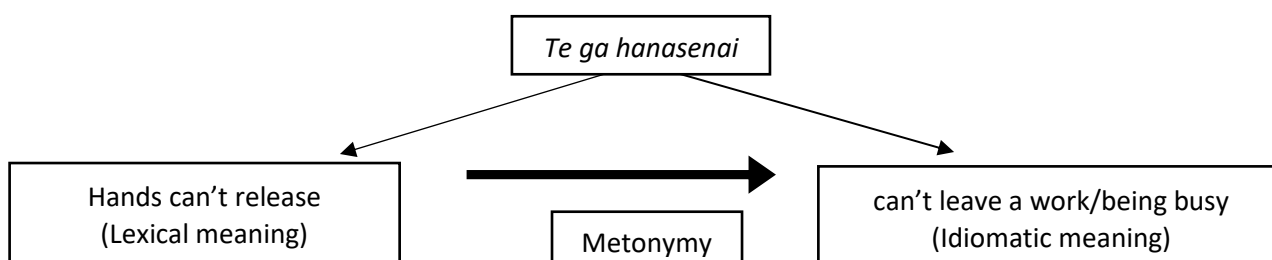 Te ga hanasenai
Hands can’t release
(Lexical meaning)
Metonymy
can’t leave a work/being busy
(Idiomatic meaning)